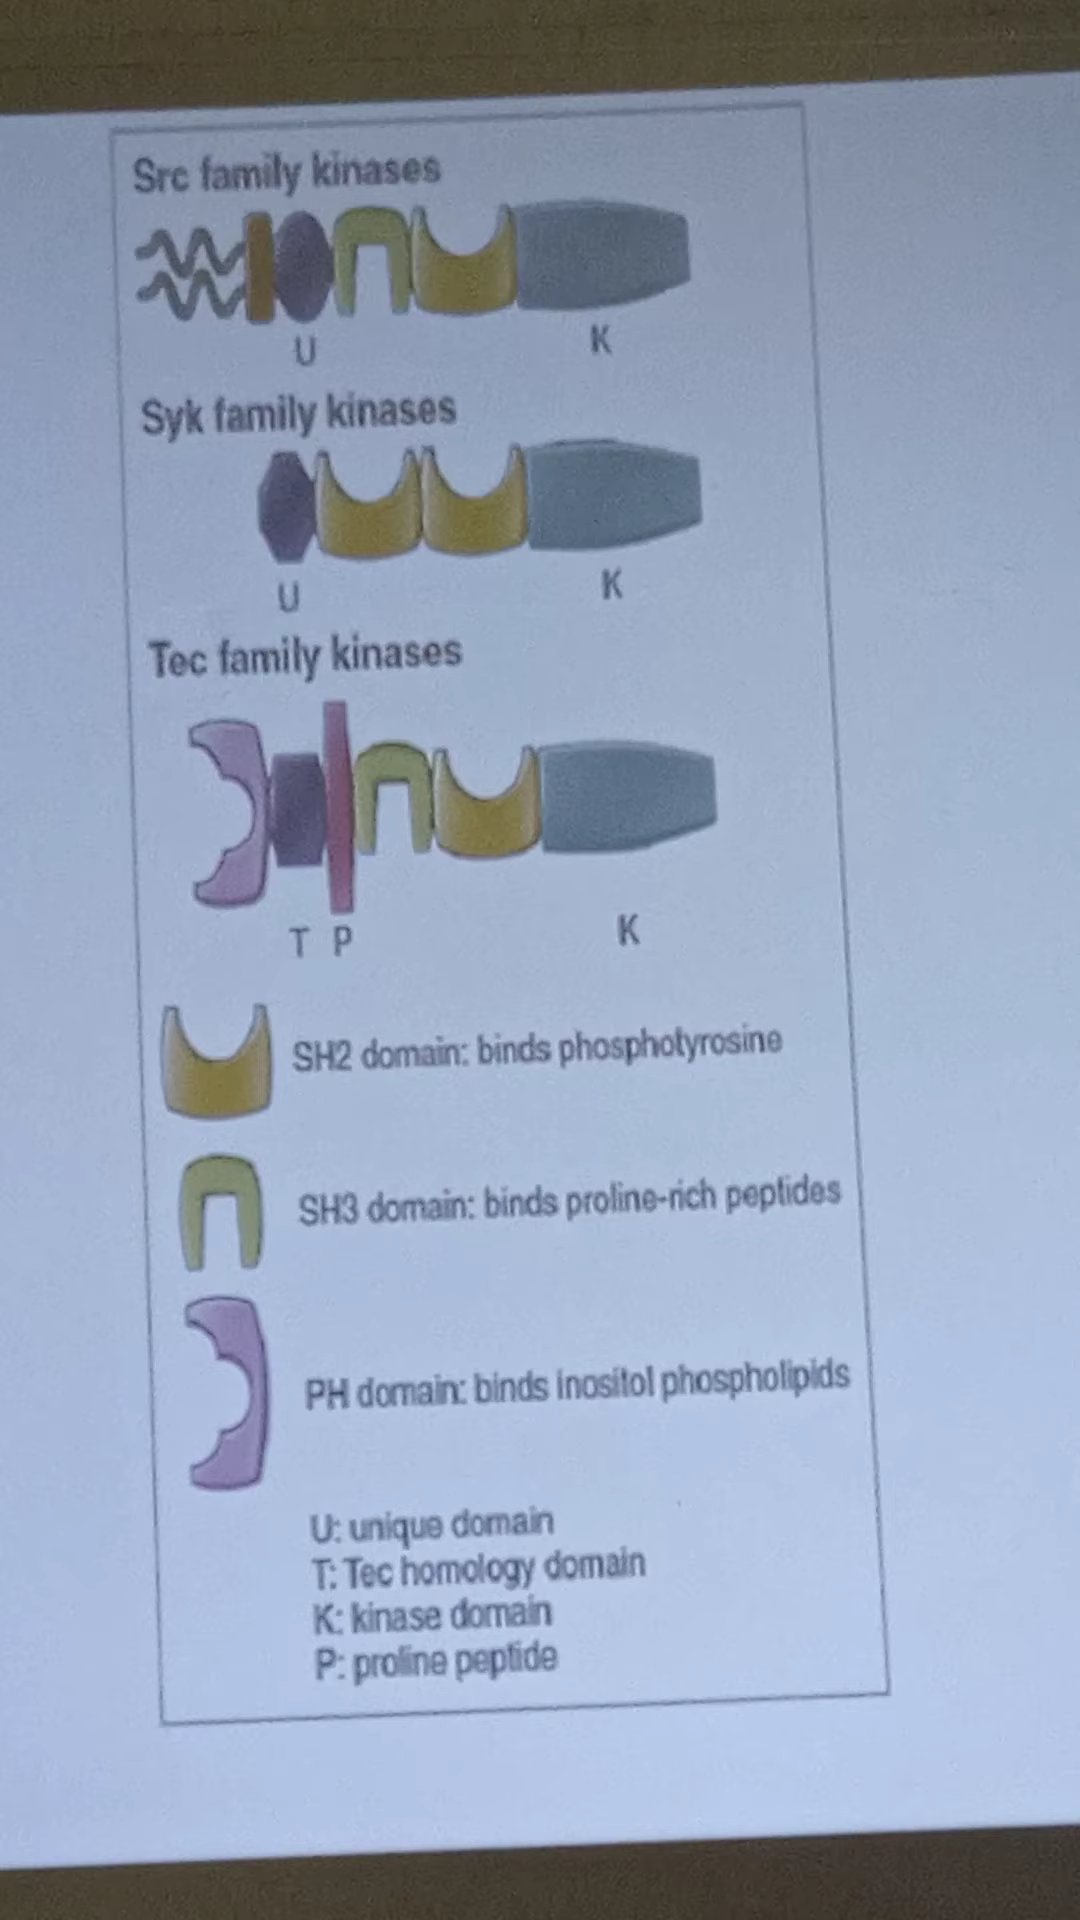 Src family kinases
U K
Syk family kinases
U K
Tec family kinases
T P K
SH2 domain: binds phosphotyrosine
SH3 domain: binds proline-rich peptides
PH domain: binds inositol phospholipids
U: unique domain
T: Tec homology domain
K: kinase domain
P: proline peptide